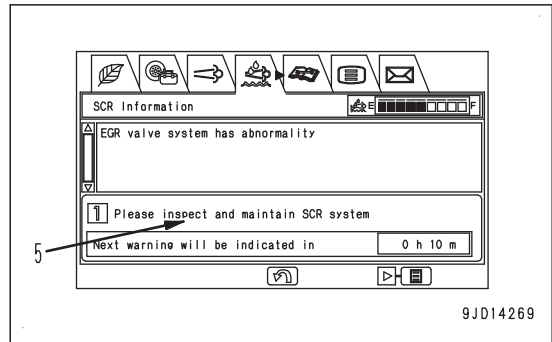 SCR Information
E F
EGR valve system has abnormality
1 Please inspect and maintain SCR system
Next warning will be indicated in 0 h 10 m
5
9JD14269